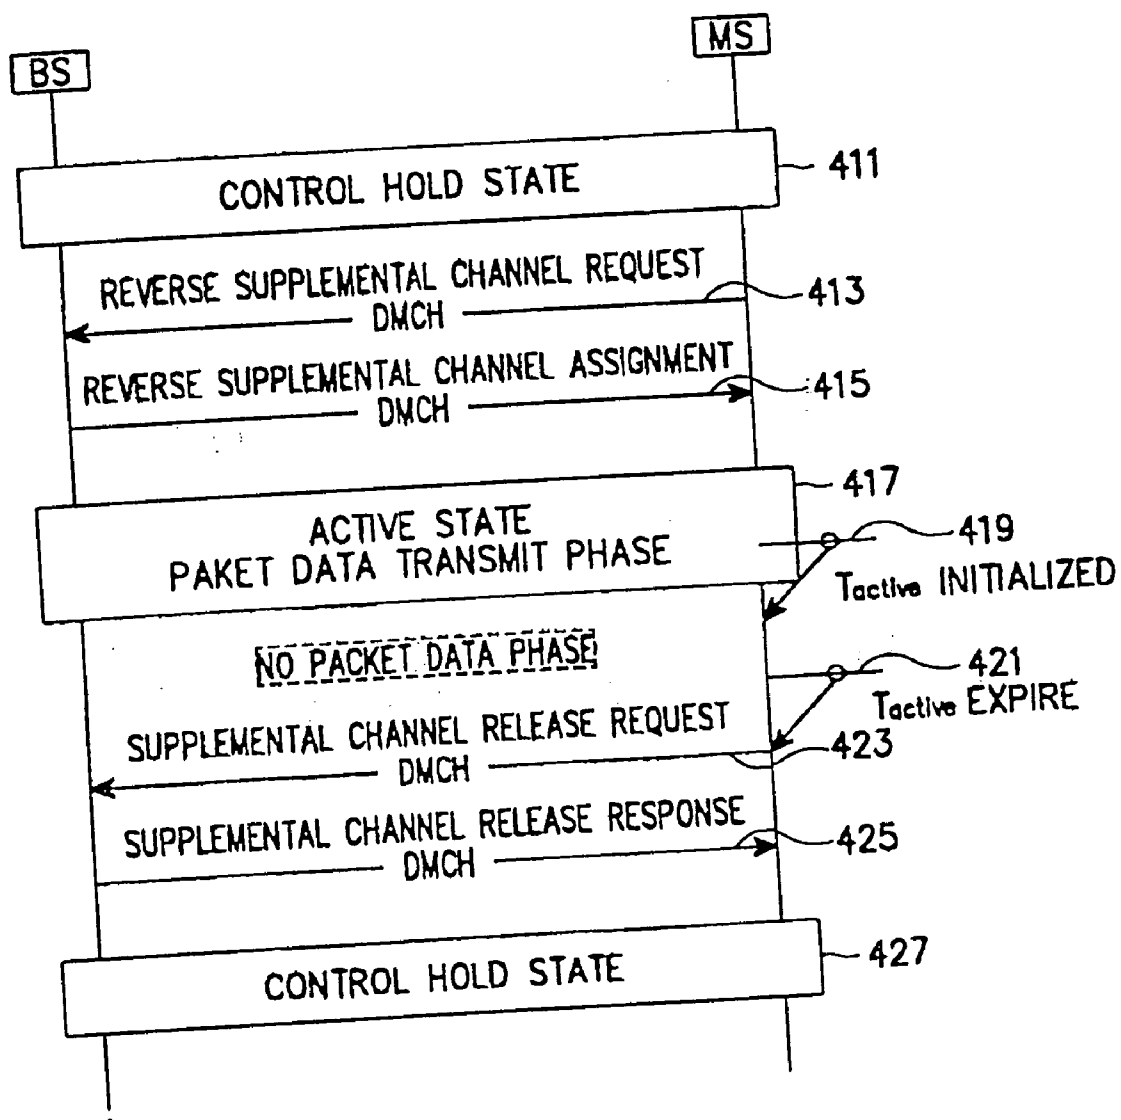 BS
MS
CONTROL HOLD STATE
411
REVERSE SUPPLEMENTAL CHANNEL REQUEST
DMCH
413
REVERSE SUPPLEMENTAL CHANNEL ASSIGNMENT
DMCH
415
417
ACTIVE STATE
PAKET DATA TRANSMIT PHASE
419
Tactive INITIALIZED
NO PACKET DATA PHASE
421
Tactive EXPIRE
SUPPLEMENTAL CHANNEL RELEASE REQUEST
DMCH
423
SUPPLEMENTAL CHANNEL RELEASE RESPONSE
DMCH
425
CONTROL HOLD STATE
427